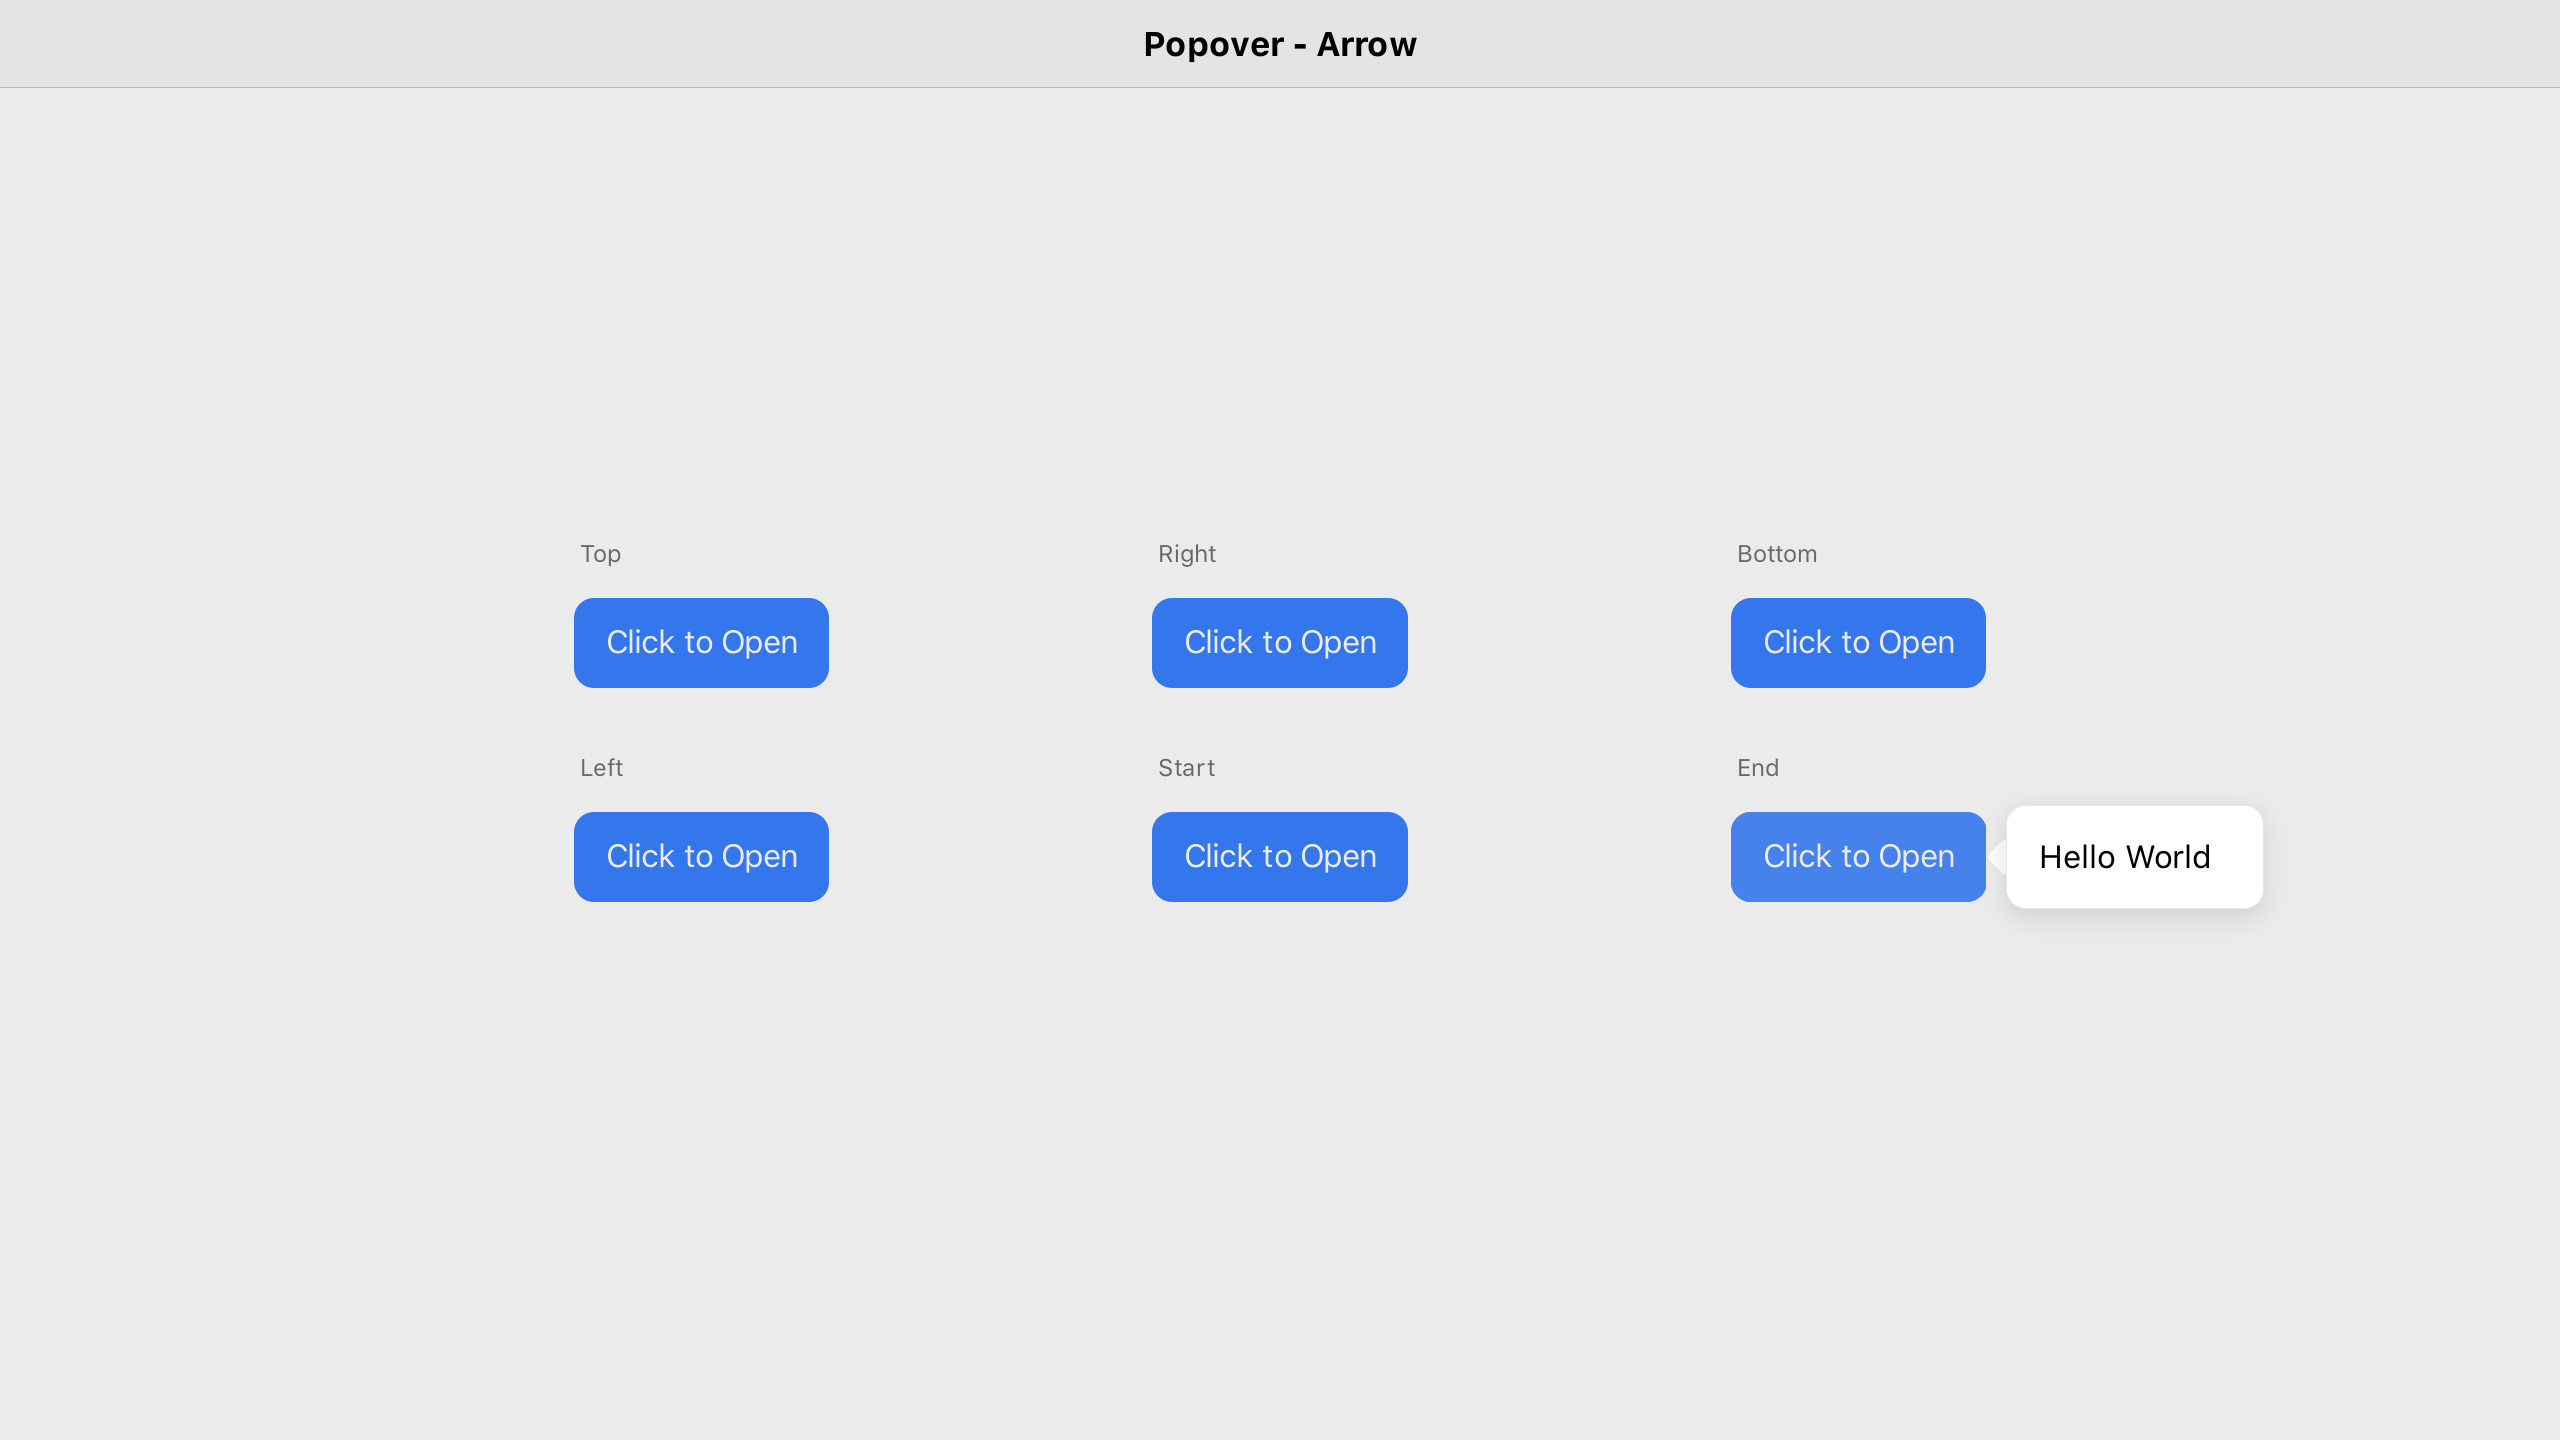 Popover - Arrow
Top
Right
Bottom
Click to Open
Click to Open
Click to Open
Left
Start
End
Click to Open
Click to Open
Click to Open
Hello World